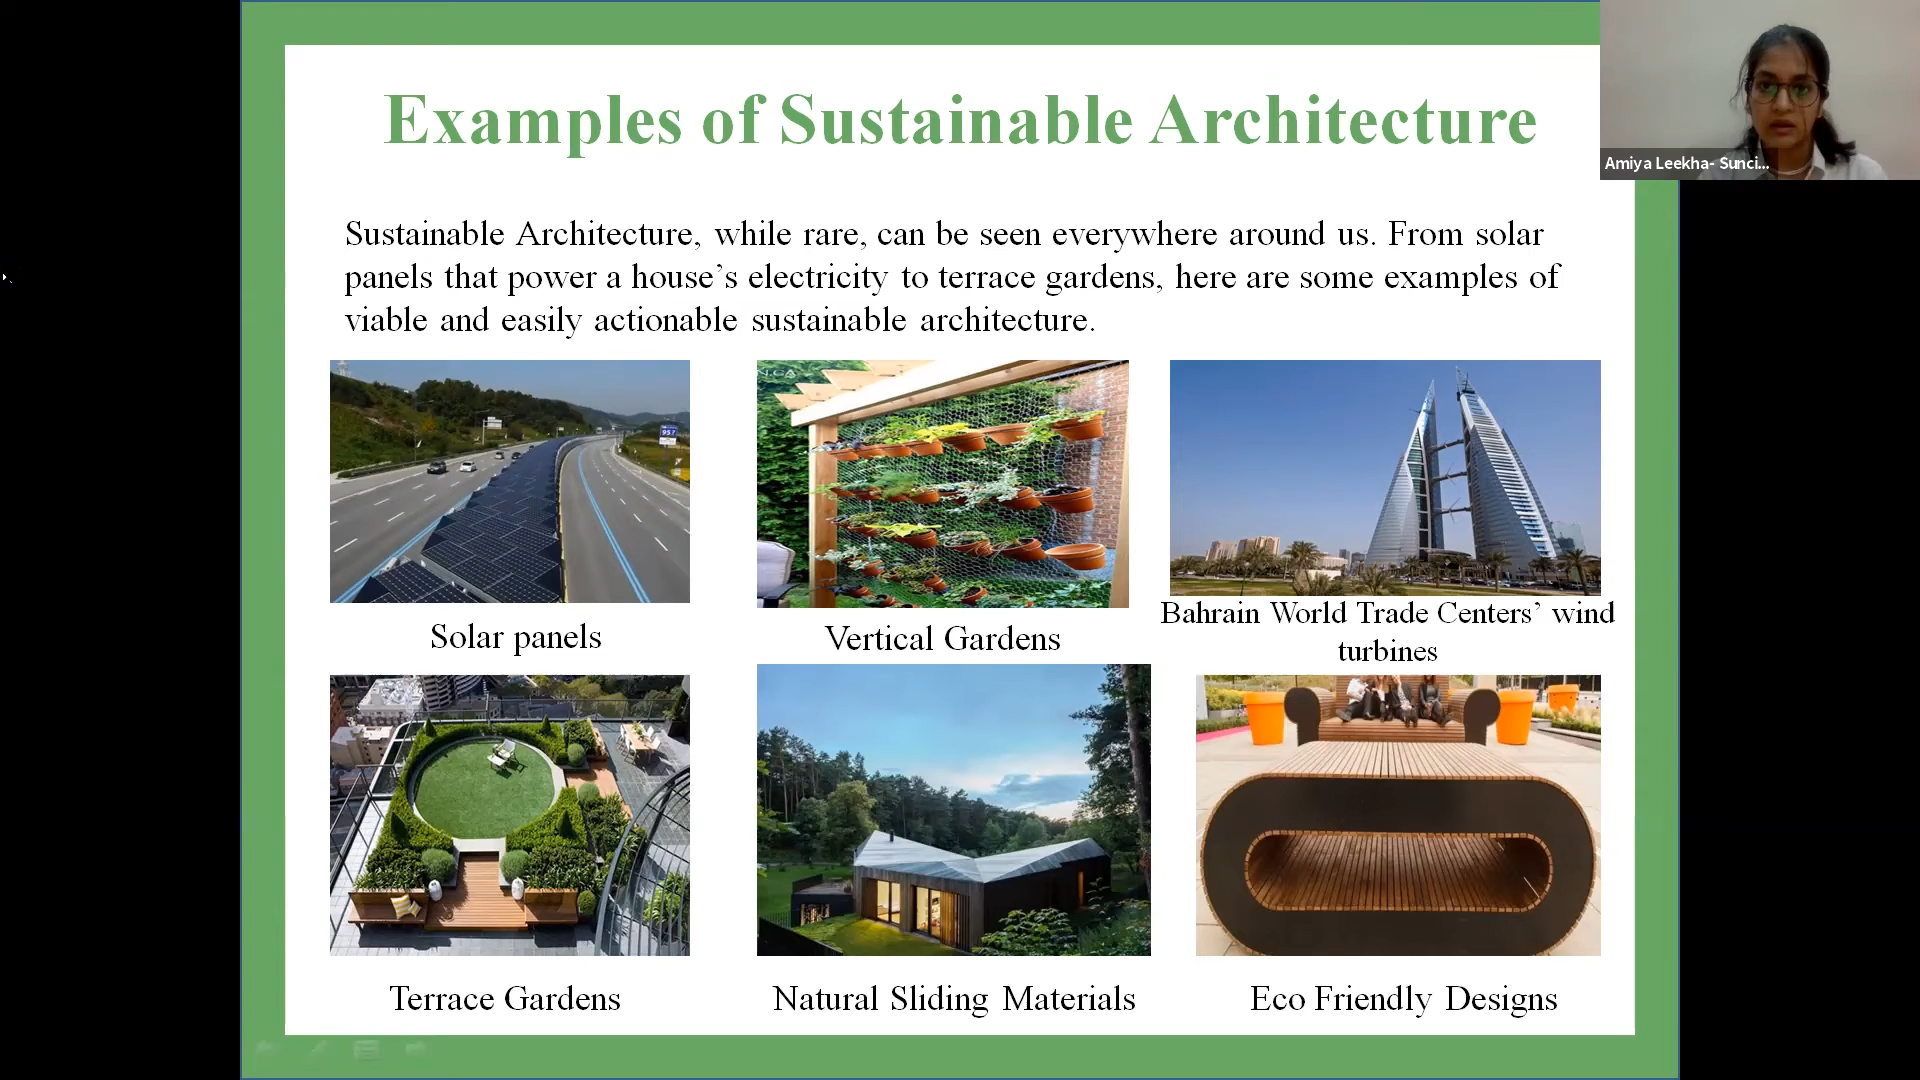 Examples of Sustainable Architecture
Amiya Leekha- Sunci...
Sustainable Architecture, while rare, can be seen everywhere around us. From solar
panels that power a house’s electricity to terrace gardens, here are some examples of
viable and easily actionable sustainable architecture.
Solar panels
Vertical Gardens
Bahrain World Trade Centers’ wind
turbines
Terrace Gardens
Natural Sliding Materials
Eco Friendly Designs